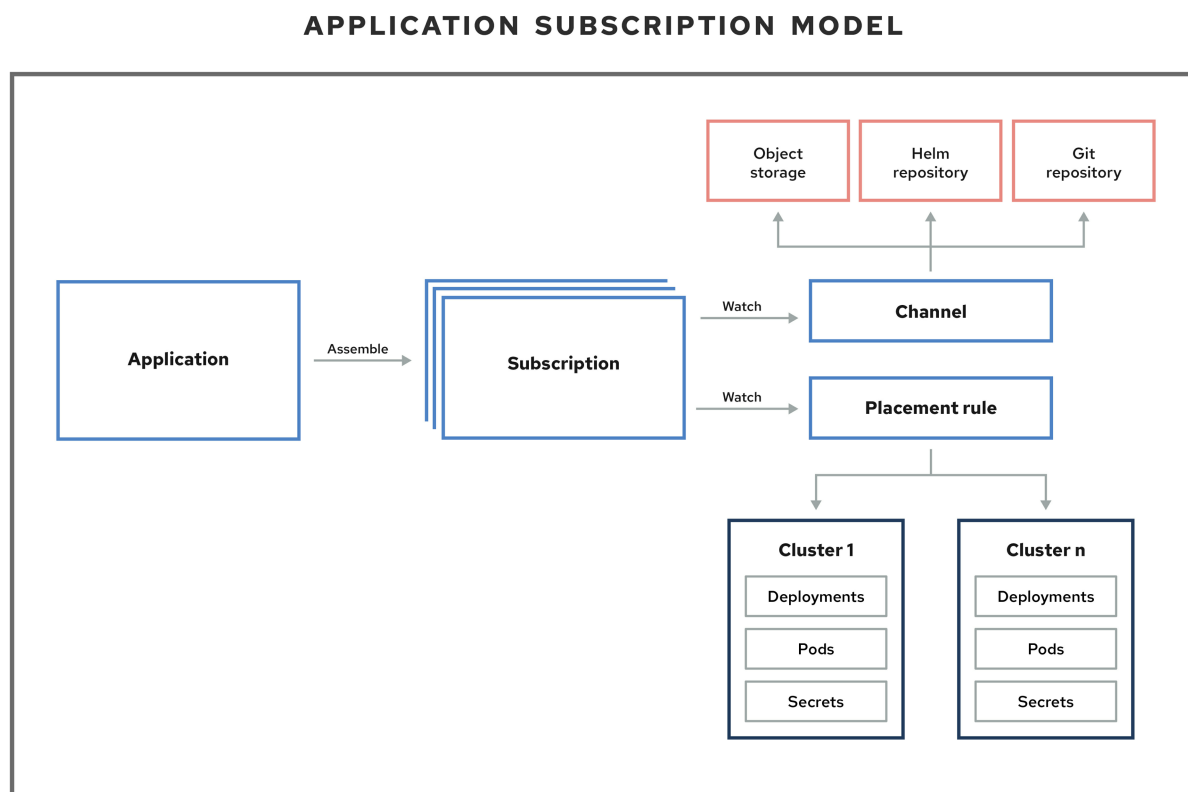 APPLICATION SUBSCRIPTION MODEL
Object
storage
Helm
repository
Git
repository
Application
Assemble
Subscription
Watch
Channel
Watch
Placement rule
Cluster 1
Deployments
Pods
Secrets
Cluster n
Deployments
Pods
Secrets